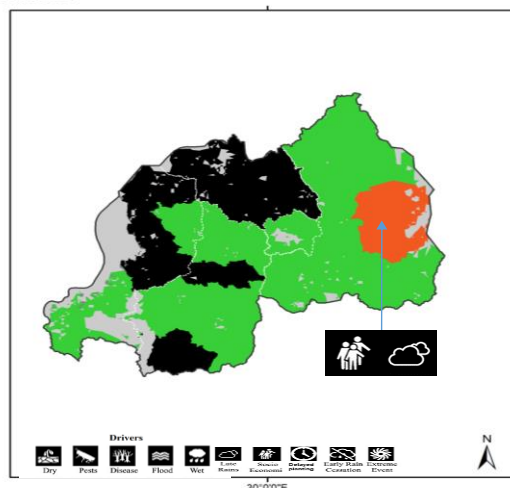 N
Drivers
Dry Pests Disease Flood Wet Late Rains Socio Economi Delayed planting Early Rain Cessation Extreme Event
30°0'0"E